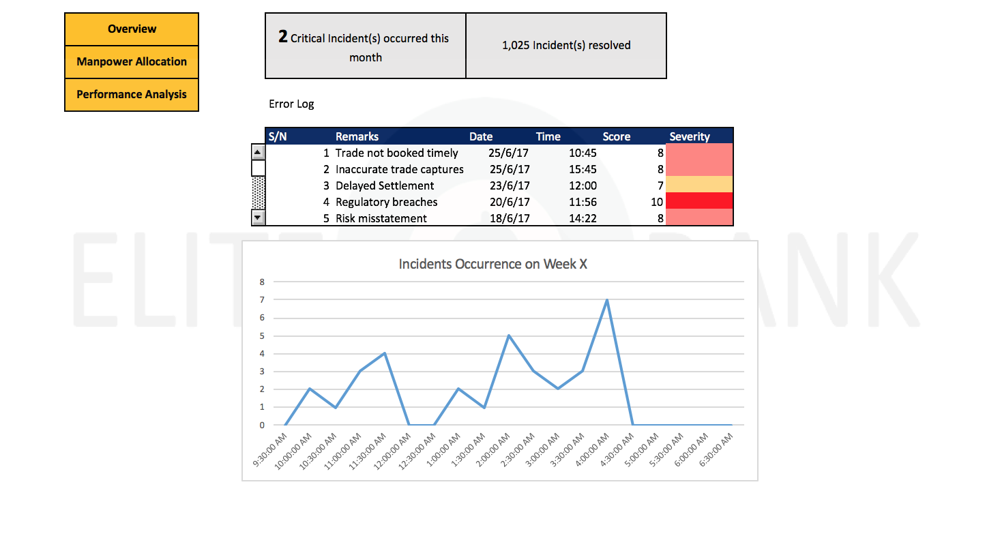 Overview
Manpower Allocation
Performance Analysis
2 Critical Incident(s) occurred this
month
1,025 Incident(s) resolved
Error Log
S/N Remarks Date Time Score Severity
1 Trade not booked timely 25/6/17 10:45 8
2 Inaccurate trade captures 25/6/17 15:45 8
3 Delayed Settlement 23/6/17 12:00 7
4 Regulatory breaches 20/6/17 11:56 10
5 Risk misstatement 18/6/17 14:22 8
Incidents Occurrence on Week X
8
7
6
5
4
3
2
1
0
9:30:00 AM
10:00:00 AM
10:30:00 AM
11:00:00 AM
11:30:00 AM
12:00:00 AM
12:30:00 AM
1:00:00 AM
1:30:00 AM
2:00:00 AM
2:30:00 AM
3:00:00 AM
3:30:00 AM
4:00:00 AM
4:30:00 AM
5:00:00 AM
5:30:00 AM
6:00:00 AM
6:30:00 AM